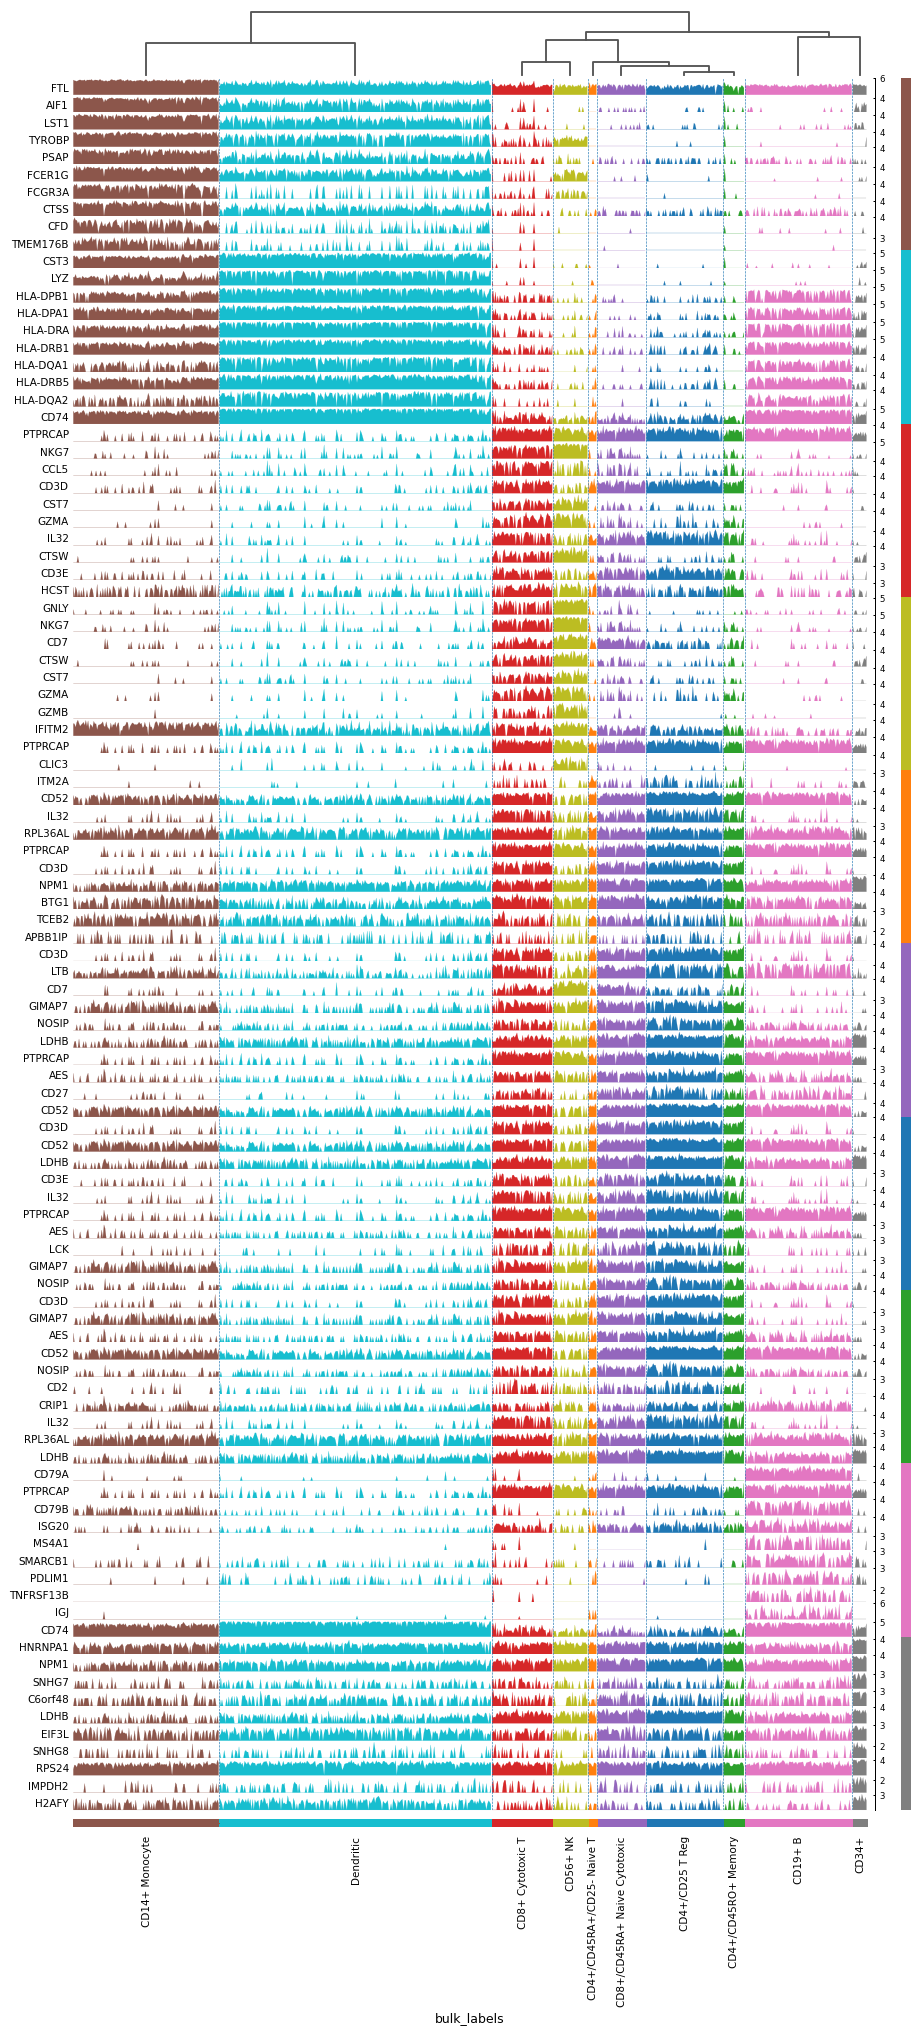 FTL 6
AIF1 4
LST1 4
TYROBP 4
PSAP 4
FCER1G 4
FCGR3A 4
CTSS 4
CFD 4
TMEM176B 3
CST3 5
LYZ 5
HLA-DPB1 5
HLA-DPA1 5
HLA-DRA 5
HLA-DRB1 5
HLA-DQA1 4
HLA-DRB5 4
HLA-DQA2 4
CD74 5
PTPRCAP 4
NKG7 5
CCL5 4
CD3D 4
CST7 4
GZMA 4
IL32 4
CTSW 4
CD3E 3
HCST 3
GNLY 5
NKG7 5
CD7 4
CTSW 4
CST7 4
GZMA 4
GZMB 4
IFITM2 4
PTPRCAP 4
CLIC3 4
ITM2A 3
CD52 4
IL32 4
RPL36AL 3
PTPRCAP 4
CD3D 4
NPM1 4
BTG1 4
TCEB2 3
APBB1IP 2
CD3D 4
LTB 4
CD7 4
GIMAP7 3
NOSIP 4
LDHB 4
PTPRCAP 4
AES 3
CD27 4
CD52 4
CD3D 4
CD52 4
LDHB 4
CD3E 3
IL32 4
PTPRCAP 4
AES 3
LCK 3
GIMAP7 3
NOSIP 4
CD3D 4
GIMAP7 3
AES 3
CD52 4
NOSIP 4
CD2 3
CRIP1 4
IL32 4
RPL36AL 3
LDHB 4
CD79A 4
PTPRCAP 4
CD79B 4
ISG20 4
MS4A1 3
SMARCB1 3
PDLIM1 3
TNFRSF13B 2
IGJ 6
CD74 5
HNRNPA1 4
NPM1 4
SNHG7 3
C6orf48 3
LDHB 4
EIF3L 3
SNHG8 2
RPS24 4
IMPDH2 2
H2AFY 3
CD14+ Monocyte
Dendritic
CD8+ Cytotoxic T
CD56+ NK
CD4+/CD45RA+/CD25- Naive T
CD8+/CD45RA+ Naive Cytotoxic
CD4+/CD25 T Reg
CD4+/CD45RO+ Memory
CD19+ B
CD34+
bulk_labels